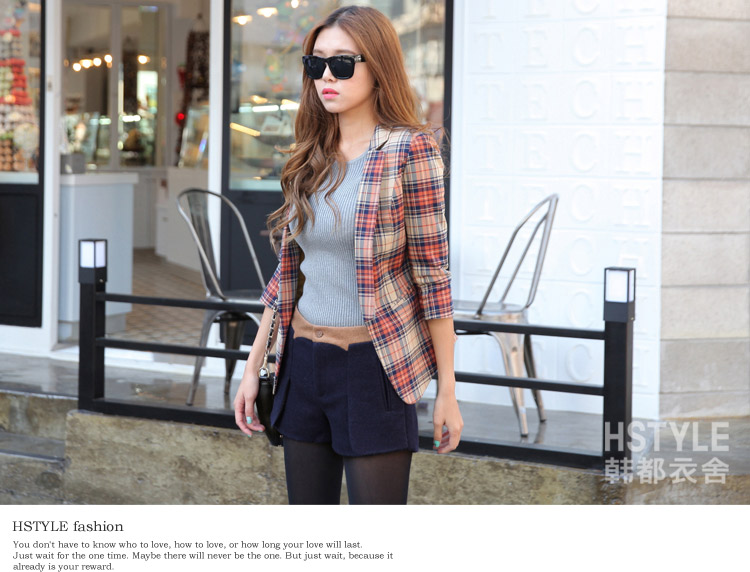 TECH
TECH
TECH
TECH
TECH
HSTYLE
韩都衣舍
HSTYLE fashion
You don't have to know who to love, how to love, or how long your love will last.
Just wait for the one time. Maybe there will never be the one. But just wait, because it
already is your reward.